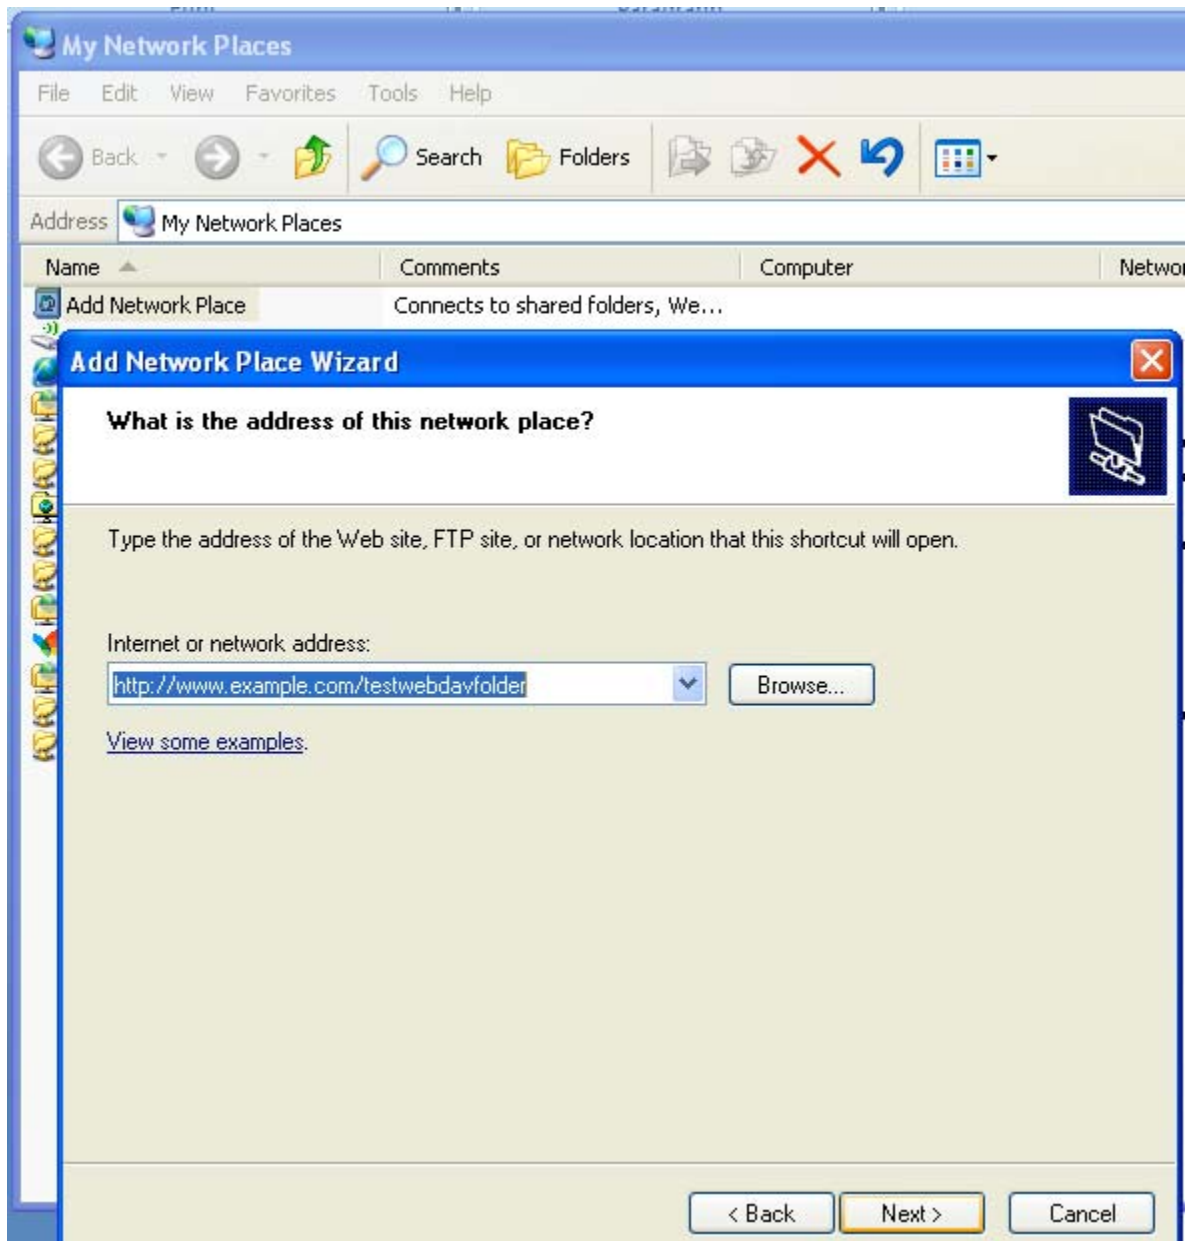 My Network Places
File Edit View Favorites Tools Help
Back Search Folders
Address My Network Places
Name Comments Computer
Add Network Place Connects to shared folders, We...
Add Network Place Wizard
What is the address of this network place?
Type the address of the Web site, FTP site, or network location that this shortcut will open.
Internet or network address:
http://www.example.com/testwebdavfolder Browse...
View some examples.
< Back Next > Cancel